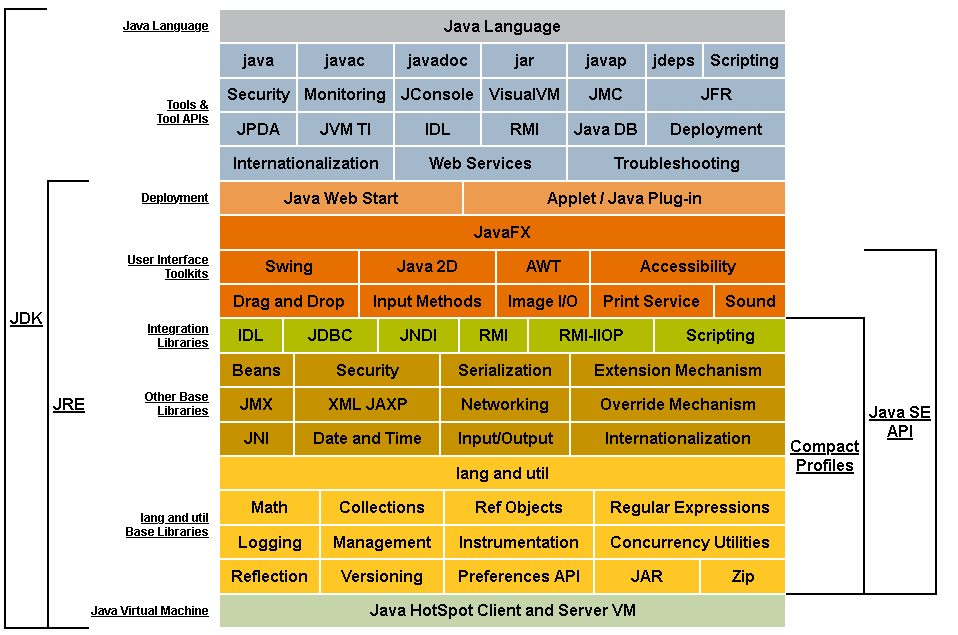 Java Language
Java Language
java javac javadoc jar javap jdeps Scripting
Tools &
Tool APIs
Security Monitoring JConsole VisualVM JMC JFR
JPDA JVM TI IDL RMI Java DB Deployment
Internationalization Web Services Troubleshooting
Deployment
Java Web Start Applet / Java Plug-in
JavaFX
User Interface
Toolkits
Swing Java 2D AWT Accessibility
Drag and Drop Input Methods Image I/O Print Service Sound
JDK
Integration
Libraries
IDL JDBC JNDI RMI RMI-IIOP Scripting
Beans Security Serialization Extension Mechanism
JRE
Other Base
Libraries
JMX XML JAXP Networking Override Mechanism
JNI Date and Time Input/Output Internationalization
Java SE
API
Compact
Profiles
lang and util
lang and util
Base Libraries
Math Collections Ref Objects Regular Expressions
Logging Management Instrumentation Concurrency Utilities
Reflection Versioning Preferences API JAR Zip
Java Virtual Machine
Java HotSpot Client and Server VM